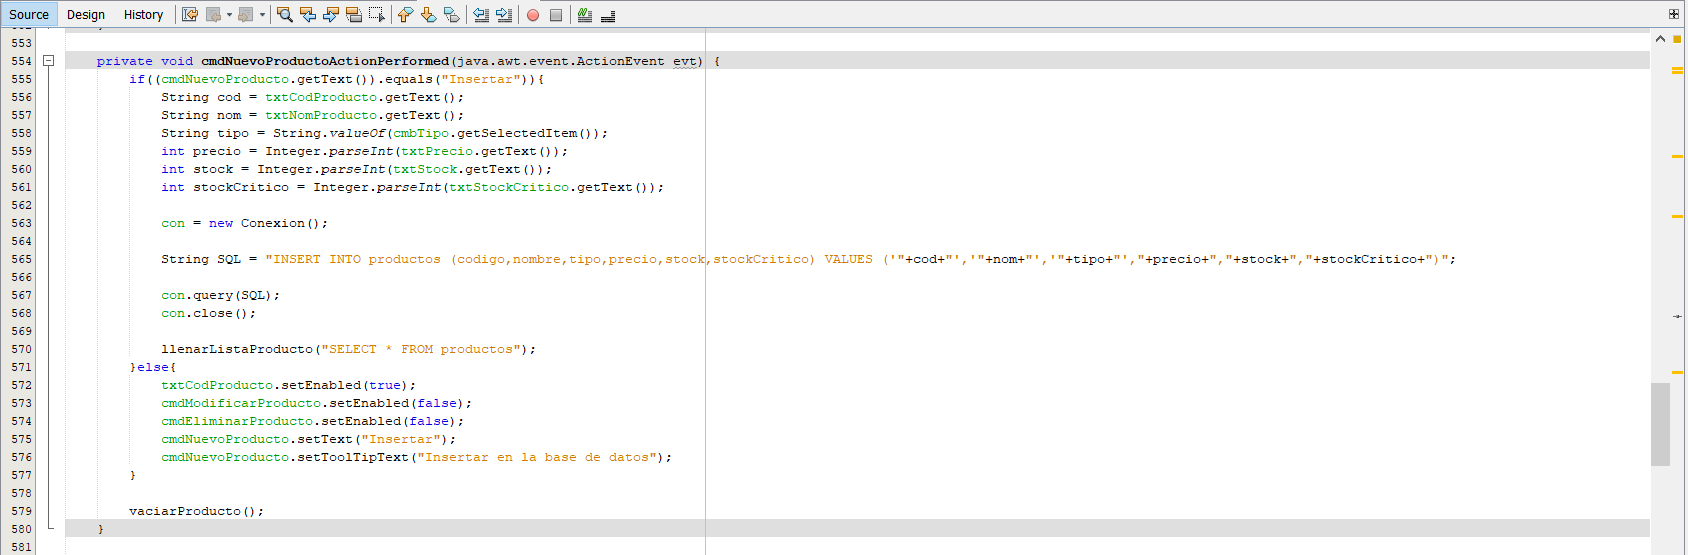 Source Design History
553
554 private void cmdNuevoProductoActionPerformed(java.awt.event.ActionEvent evt) {
555 if((cmdNuevoProducto.getText()).equals("Insertar")){
556 String cod = txtCodProducto.getText();
557 String nom = txtNomProducto.getText();
558 String tipo = String.valueOf(cmbTipo.getSelectedItem());
559 int precio = Integer.parseInt(txtPrecio.getText());
560 int stock = Integer.parseInt(txtStock.getText());
561 int stockCritico = Integer.parseInt(txtStockCritico.getText());
562
563 con = new Conexion();
564
565 String SQL = "INSERT INTO productos (codigo,nombre,tipo,precio,stock,stockCritico) VALUES ('"+cod+"','"+nom+"','"+tipo+"',"+precio+","+stock+","+stockCritico+")";
566
567 con.query(SQL);
568 con.close();
569
570 llenarListaProducto("SELECT * FROM productos");
571 }else{
572 txtCodProducto.setEnabled(true);
573 cmdModificarProducto.setEnabled(false);
574 cmdEliminarProducto.setEnabled(false);
575 cmdNuevoProducto.setText("Insertar");
576 cmdNuevoProducto.setToolTipText("Insertar en la base de datos");
577 }
578
579 vaciarProducto();
580 }
581